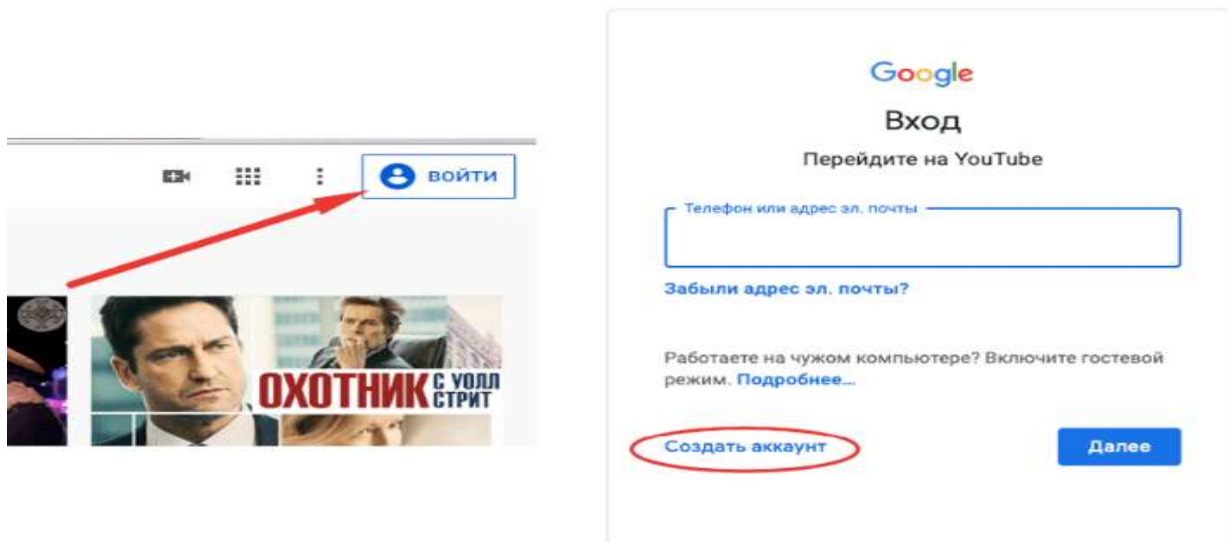 ВОЙТИ
ОХОТНИК С УОЛЛ
СТРИТ
Google
Вход
Перейдите на YouTube
Телефон или адрес эл. почты
Забыли адрес эл. почты?
Работаете на чужом компьютере? Включите гостевой
режим. Подробнее...
Создать аккаунт
Далее